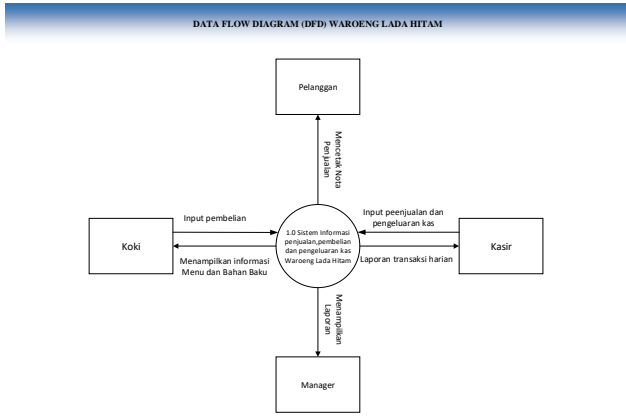 DATA FLOW DIAGRAM (DFD) WAROENG LADA HITAM
Pelanggan
Mencetak Nota
Penjualan
Input pembelian
Input peenjualan dan
pengeluaran kas
Koki
1.0 Sistem Informasi
penjualan,pembelian
dan pengeluaran kas
Waroeng Lada Hitam
Kasir
Menampilkan informasi
Menu dan Bahan Baku
Laporan transaksi harian
Menampilkan
Laporan
Manager